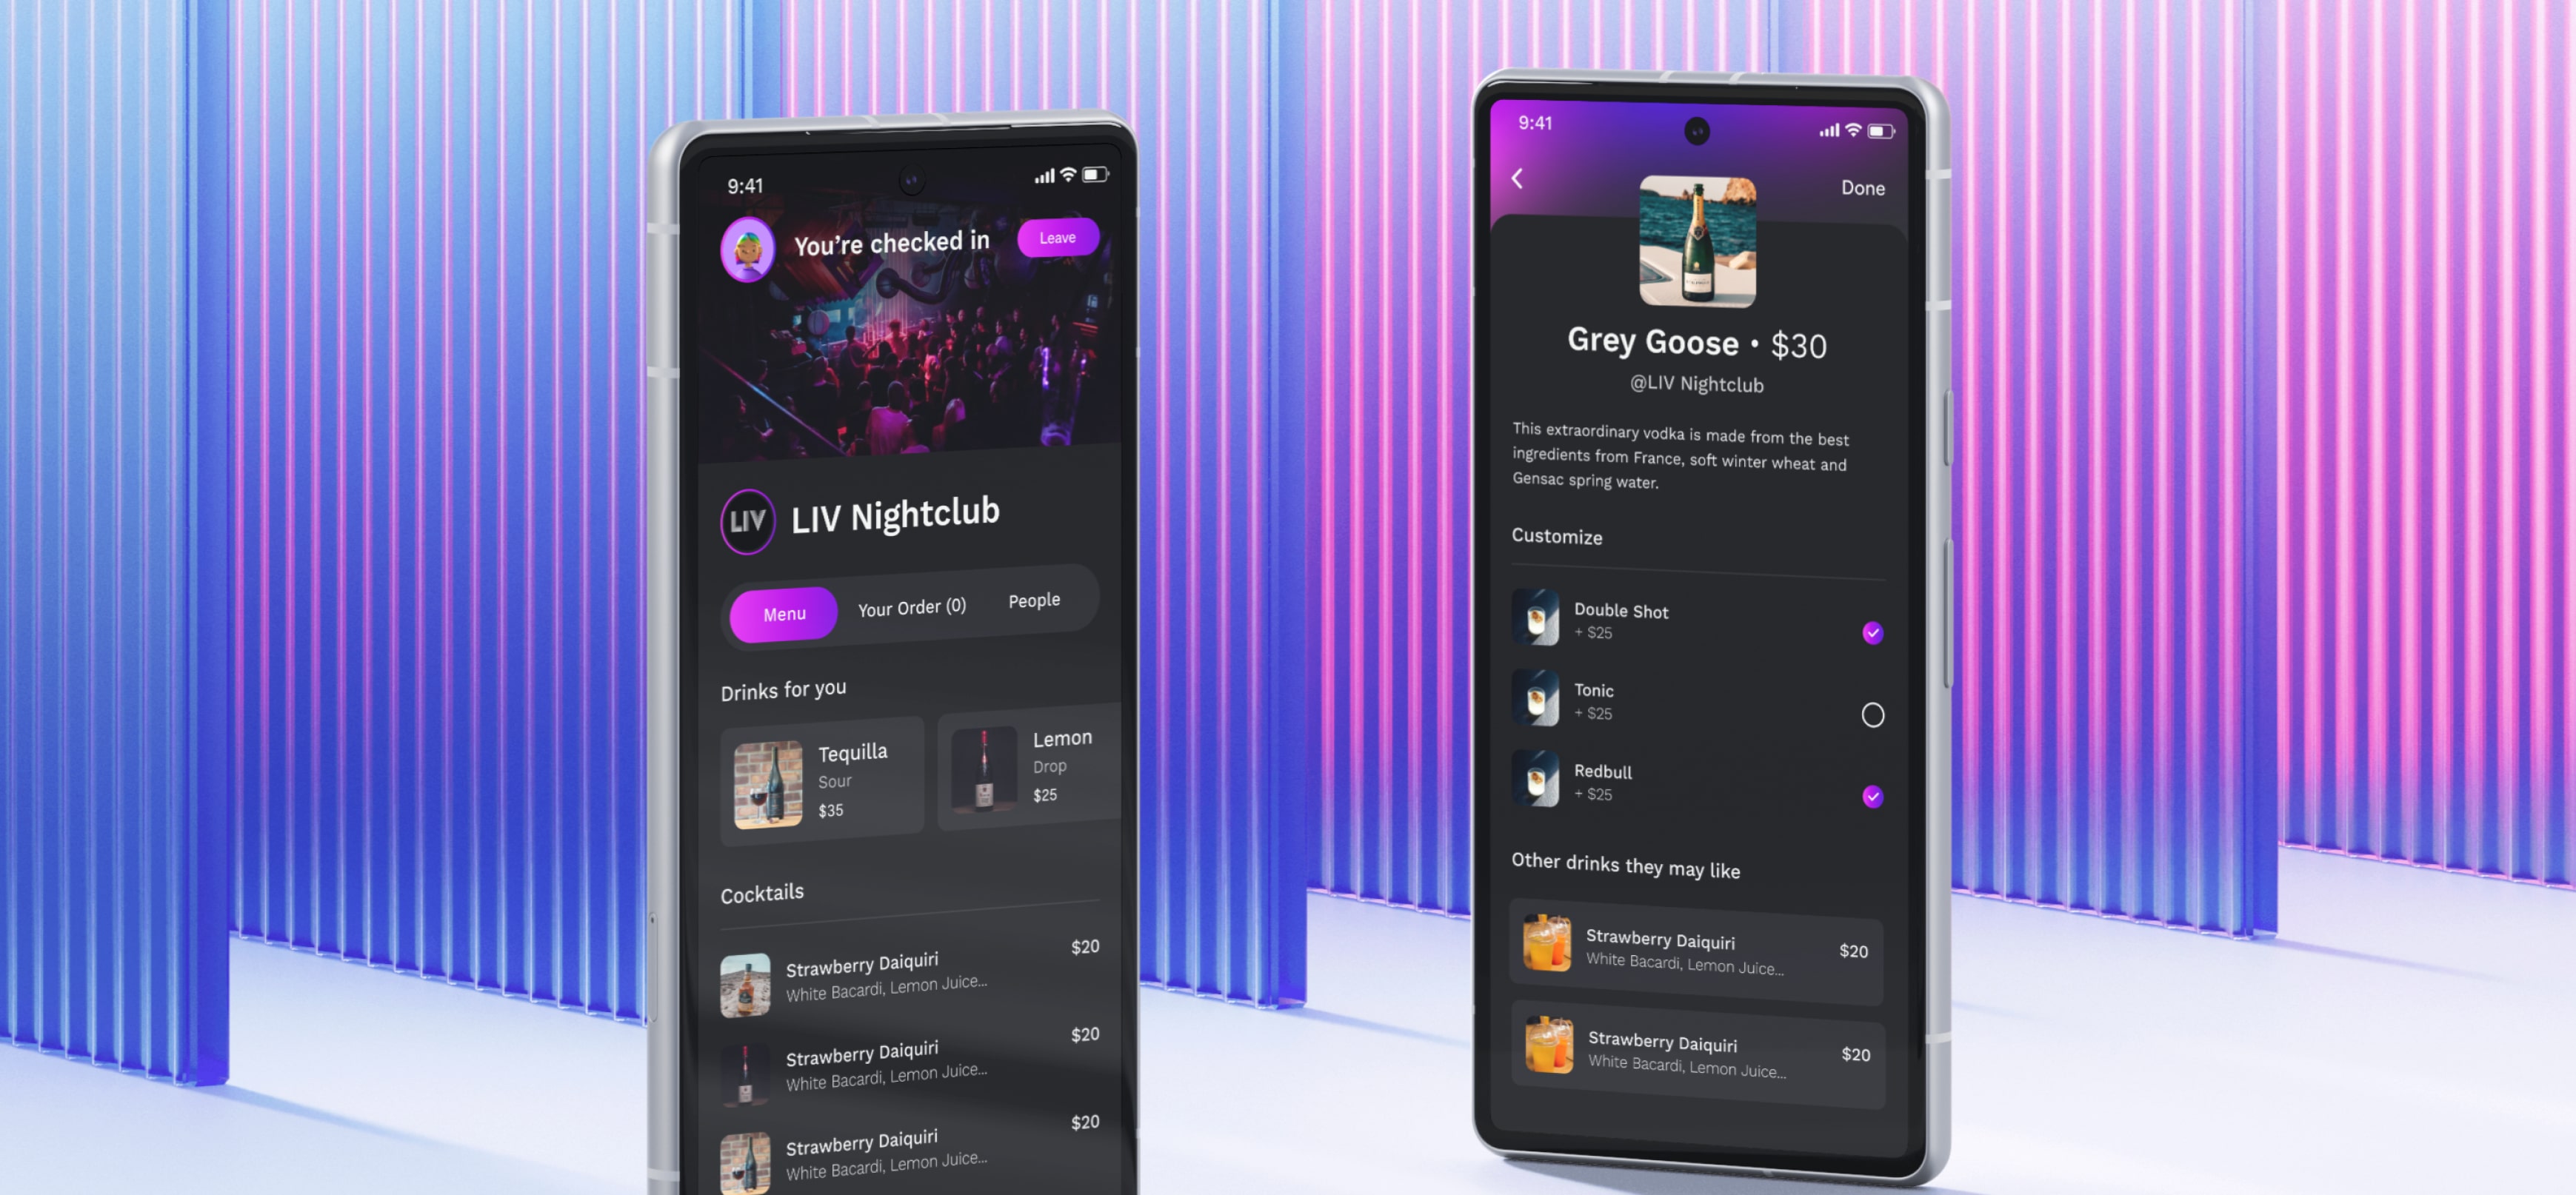 9:41
You're checked in
Leave
LIV
LIV Nightclub
Menu
Your Order (0)
People
Drinks for you
Tequilla
Sour
$35
Lemon
Drop
$25
Cocktails
Strawberry Daiquiri
$20
White Bacardi, Lemon Juice...
Strawberry Daiquiri
$20
White Bacardi, Lemon Juice...
Strawberry Daiquiri
$20
White Bacardi, Lemon Juice...
9:41
Done
Grey Goose • $30
@LIV Nightclub
This extraordinary vodka is made from the best
ingredients from France, soft winter wheat and
Gensac spring water.
Customize
Double Shot
+ $25
Tonic
+ $25
Redbull
+ $25
Other drinks they may like
Strawberry Daiquiri
$20
White Bacardi, Lemon Juice...
Strawberry Daiquiri
$20
White Bacardi, Lemon Juice...